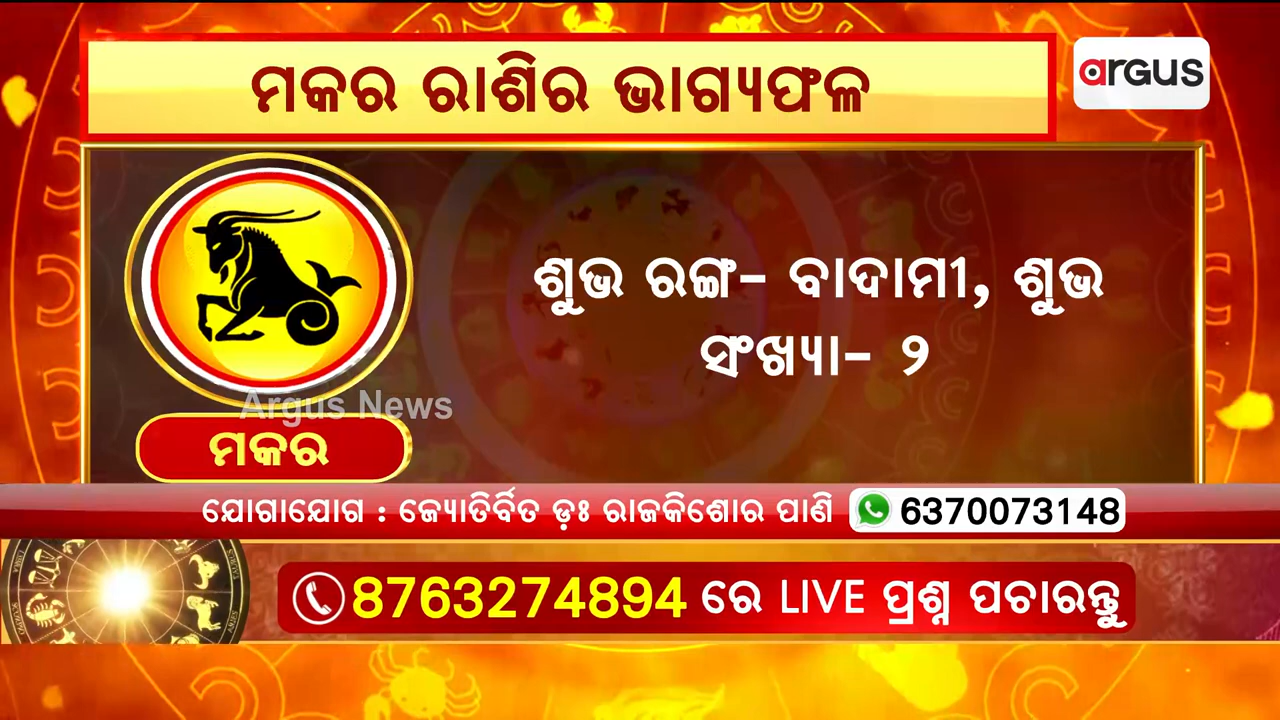 ମକର ରାଶିର ଭାଗ୍ୟଫଳ
argus
ଶୁଭ ରଙ୍ଗ- ବାଦାମୀ, ଶୁଭ
ସଂଖ୍ୟା- ୨
Argus News
ମକର
ଯୋଗାଯୋଗ : ଜ୍ୟୋତିର୍ବିତ ଡ଼ଃ ରାଜକିଶୋର ପାଣି 6370073148
8763274894 ରେ LIVE ପ୍ରଶ୍ନ ପଚାରନ୍ତୁ